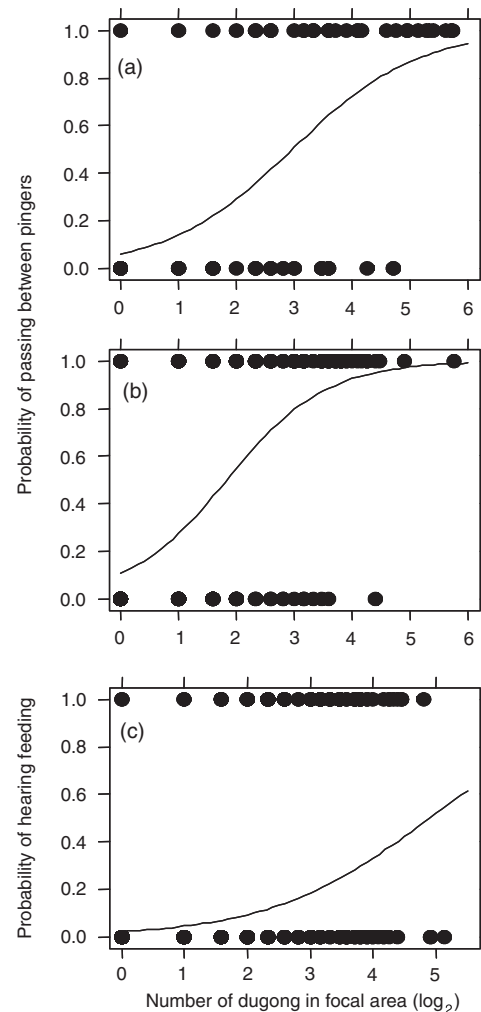 Probability of passing between pingers
1.0
0.8
0.6
0.4
0.2
0.0
(a)
0 1 2 3 4 5 6
1.0
0.8
0.6
0.4
0.2
0.0
(b)
0 1 2 3 4 5 6
Probability of hearing feeding
1.0
0.8
0.6
0.4
0.2
0.0
(c)
0 1 2 3 4 5
Number of dugong in focal area (log₂)